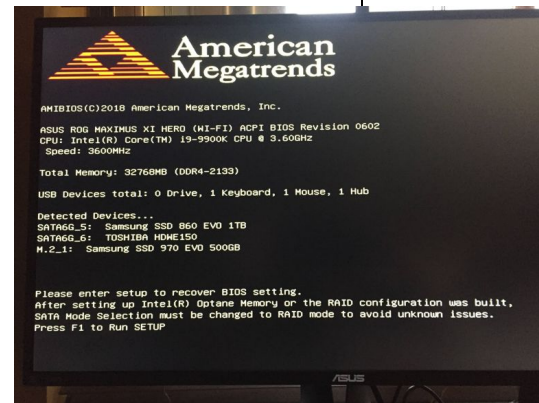 American
Megatrends
AMIBIOS(C)2018 American Megatrends, Inc.
ASUS ROG MAXIMUS XI HERO (WI-FI) ACPI BIOS Revision 0602
CPU: Intel(R) Core(TM) i9-9900K CPU @ 3.60GHz
Speed: 3600MHz
Total Memory: 32768MB (DDR4-2133)
USB Devices total: 0 Drive, 1 Keyboard, 1 Mouse, 1 Hub
Detected Devices...
SATA6G_5: Samsung SSD 860 EVO 1TB
SATA6G_6: TOSHIBA HDWE150
M.2_1: Samsung SSD 970 EVO 500GB
Please enter setup to recover BIOS setting.
After setting up Intel(R) Optane Memory or the RAID configuration was built,
SATA Mode Selection must be changed to RAID mode to avoid unknown issues.
Press F1 to Run SETUP
ASUS